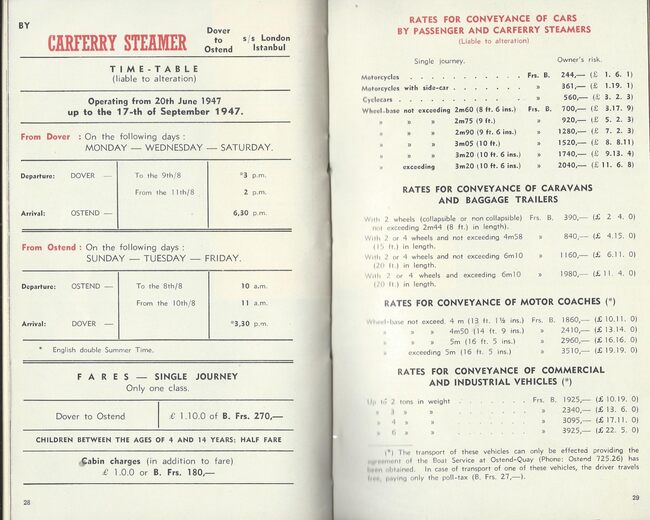 BY
CARFERRY STEAMER
Dover
to
Ostend
s/s London
Istanbul
TIME-TABLE
(liable to alteration)
Operating from 20th June 1947
up to the 17-th of September 1947.
From Dover : On the following days :
MONDAY — WEDNESDAY — SATURDAY.
Departure: DOVER — To the 9th/8 *3 p.m.
From the 11th/8 2 p.m.
Arrival: OSTEND — 6,30 p.m.
From Ostend : On the following days :
SUNDAY — TUESDAY — FRIDAY.
Departure: OSTEND — To the 8th/8 10 a.m.
From the 10th/8 11 a.m.
Arrival: DOVER — *3,30 p.m.
* English double Summer Time.
FARES — SINGLE JOURNEY
Only one class.
Dover to Ostend £ 1.10.0 of B. Frs. 270,—
CHILDREN BETWEEN THE AGES OF 4 AND 14 YEARS: HALF FARE
Cabin charges (in addition to fare)
£ 1.0.0 or B. Frs. 180,—
28
RATES FOR CONVEYANCE OF CARS
BY PASSENGER AND CARFERRY STEAMERS
(Liable to alteration)
Single journey. Owner's risk.
Motorcycles . . . . . . . . . . . . Frs. B. 244,— (£ 1. 6. 1)
Motorcycles with side-car . . . . . . . . . » 361,— (£ 1.19. 1)
Cyclecars . . . . . . . . . . . . . » 560,— (£ 3. 2. 3)
Wheel-base not exceeding 2m60 (8 ft. 6 ins.) Frs. B. 700,— (£ 3.17. 9)
» » » 2m75 (9 ft.) » 920,— (£ 5. 2. 3)
» » » 2m90 (9 ft. 6 ins.) » 1280,— (£ 7. 2. 3)
» » » 3m05 (10 ft.) » 1520,— (£ 8. 8.11)
» » » 3m20 (10 ft. 6 ins.) » 1740,— (£ 9.13. 4)
» exceeding 3m20 (10 ft. 6 ins.) » 2040,— (£ 11. 6. 8)
RATES FOR CONVEYANCE OF CARAVANS
AND BAGGAGE TRAILERS
With 2 wheels (collapsible or non collapsible) Frs. B. 390,— (£ 2 4. 0)
not exceeding 2m44 (8 ft.) in length).
With 2 or 4 wheels and not exceeding 4m58 » 840,— (£ 4.15. 0)
(15 ft.) in length).
With 2 or 4 wheels and not exceeding 6m10 » 1160,— (£ 6.11. 0)
(20 ft.) in length).
With 2 or 4 wheels and exceeding 6m10 » 1980,— (£ 11. 4. 0)
(20 ft.) in length.
RATES FOR CONVEYANCE OF MOTOR COACHES (*)
Wheel-base not exceed. 4 m (13 ft. 1½ ins.) Frs. B. 1860,— (£ 10.11. 0)
» » » 4m50 (14 ft. 9 ins.) » 2410,— (£ 13.14. 0)
» » » 5m (16 ft. 5 ins.) » 2960,— (£ 16.16. 0)
» exceeding 5m (16 ft. 5 ins.) » 3510,— (£ 19.19. 0)
RATES FOR CONVEYANCE OF COMMERCIAL
AND INDUSTRIAL VEHICLES (*)
Up to 2 tons in weight . . . . . . . Frs. B. 1925,— (£ 10.19. 0)
» 3 » » . . . . . . . » 2340,— (£ 13. 6. 0)
» 4 » » . . . . . . . » 3095,— (£ 17.11. 0)
» 6 » » . . . . . . . » 3925,— (£ 22. 5. 0)
(*) The transport of these vehicles can only be effected providing the
agreement of the Boat Service at Ostend-Quay (Phone: Ostend 725.26) has
been obtained. In case of transport of one of these vehicles, the driver travels
free, paying only the poll-tax (B. Frs. 27,—).
29